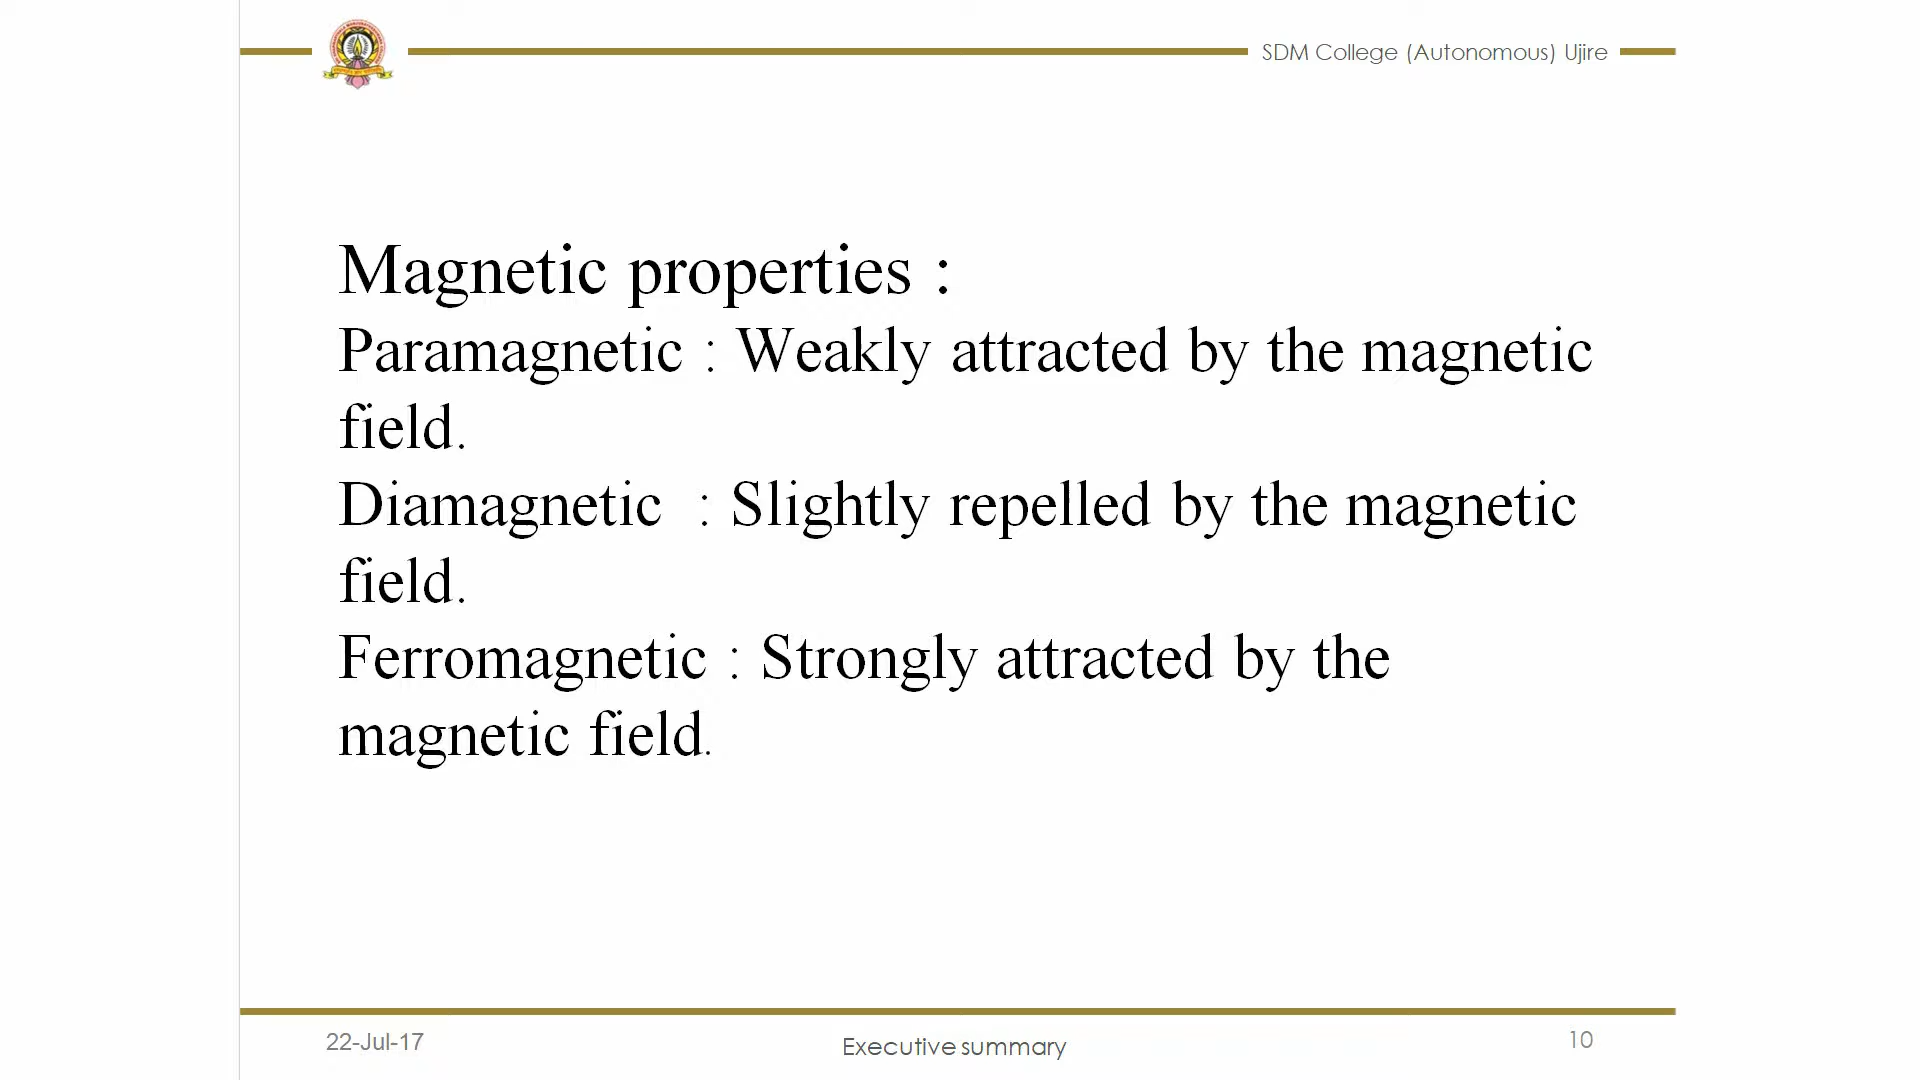 SDM College (Autonomous) Ujire
Magnetic properties :
Paramagnetic : Weakly attracted by the magnetic
field.
Diamagnetic : Slightly repelled by the magnetic
field.
Ferromagnetic : Strongly attracted by the
magnetic field.
22-Jul-17
Executive summary
10